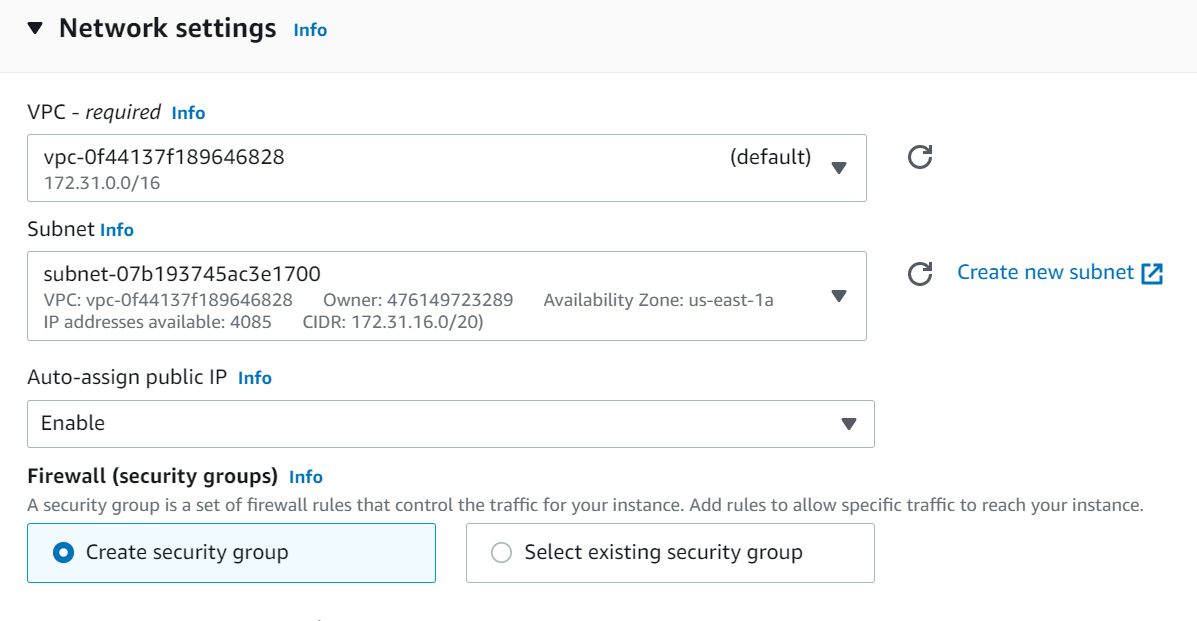 Network settings Info
VPC - required Info
vpc-0f44137f189646828 (default)
172.31.0.0/16
Subnet Info
subnet-07b193745ac3e1700
VPC: vpc-0f44137f189646828 Owner: 476149723289 Availability Zone: us-east-1a
IP addresses available: 4085 CIDR: 172.31.16.0/20)
Create new subnet
Auto-assign public IP Info
Enable
Firewall (security groups) Info
A security group is a set of firewall rules that control the traffic for your instance. Add rules to allow specific traffic to reach your instance.
Create security group Select existing security group